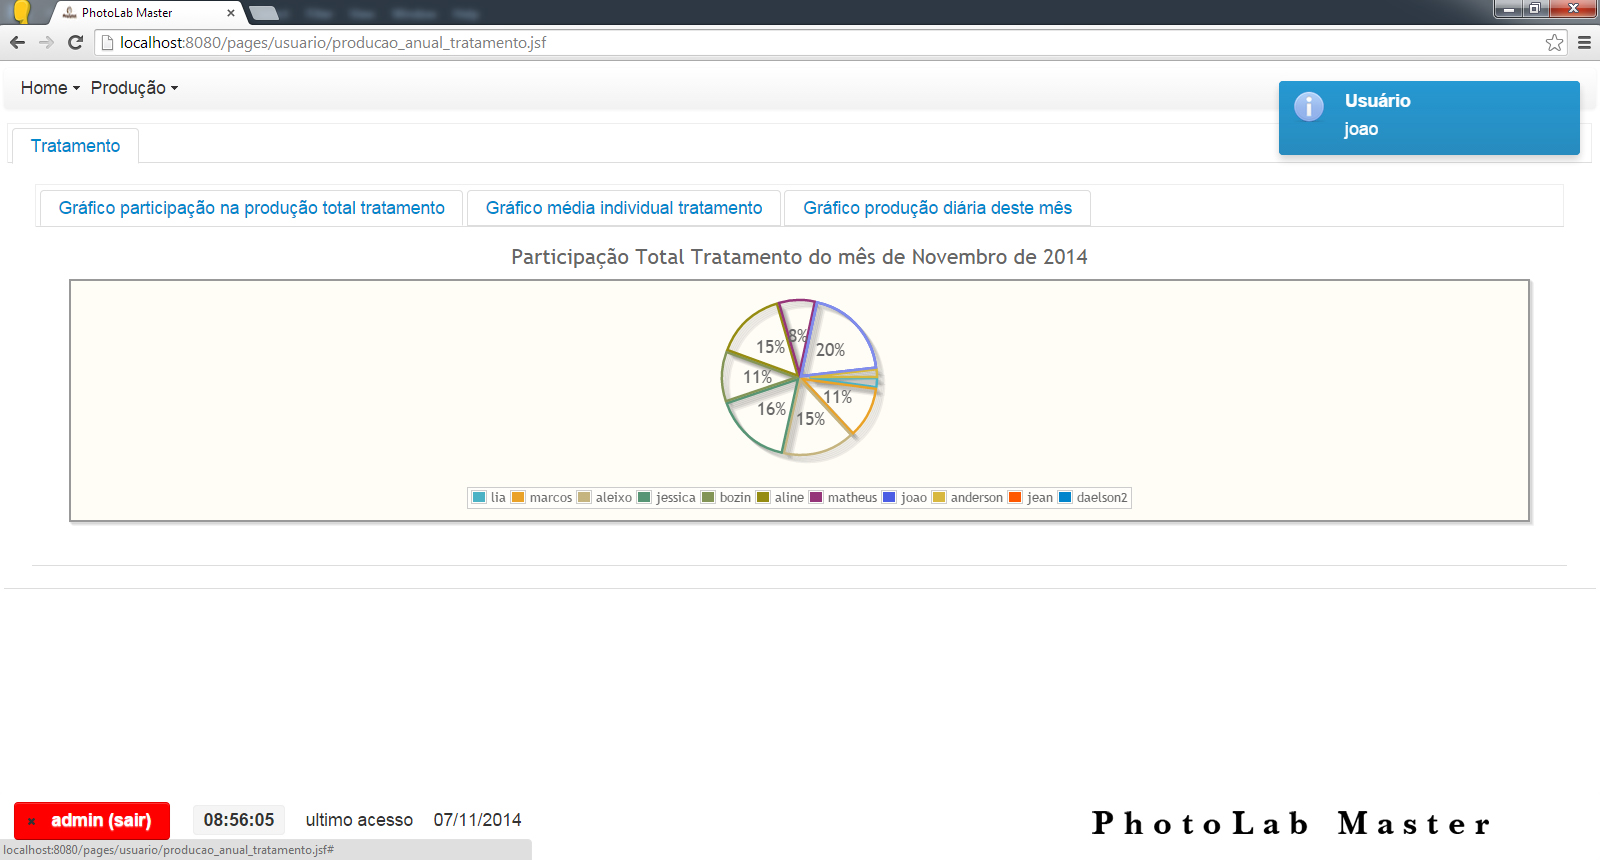 PhotoLab Master
localhost:8080/pages/usuario/producao_anual_tratamento.jsf
Home Produção
Usuário
joao
Tratamento
Gráfico participação na produção total tratamento Gráfico média individual tratamento Gráfico produção diária deste mês
Participação Total Tratamento do mês de Novembro de 2014
8%
15% 20%
11%
11%
16%
15%
lia marcos aleixo jessica bozin aline matheus joao anderson jean daelson2
admin (sair) 08:56:05 ultimo acesso 07/11/2014
PhotoLab Master
localhost:8080/pages/usuario/producao_anual_tratamento.jsf#